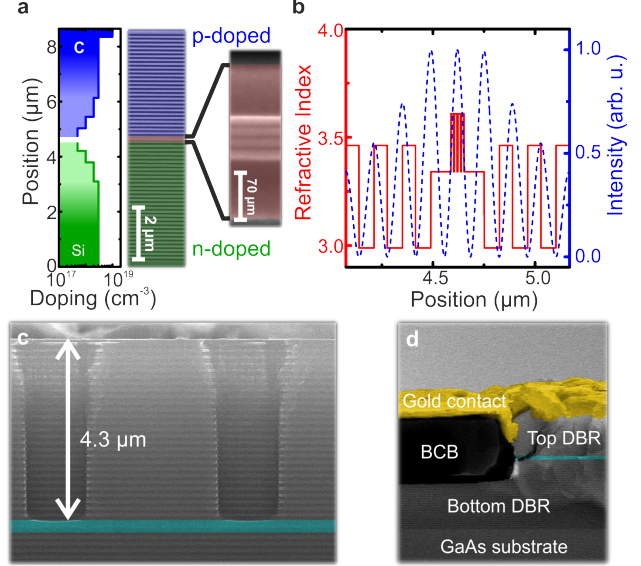 a
b
C
p-doped
8
6
4
2
0
Position (μm)
Si
10^17
10^19
Doping (cm^-3)
2 μm
70 μm
n-doped
4.0
3.5
3.0
Refractive Index
4.5
5.0
Position (μm)
1.0
0.5
0.0
Intensity (arb. u.)
c
4.3 μm
d
Gold contact
BCB
Top DBR
Bottom DBR
GaAs substrate